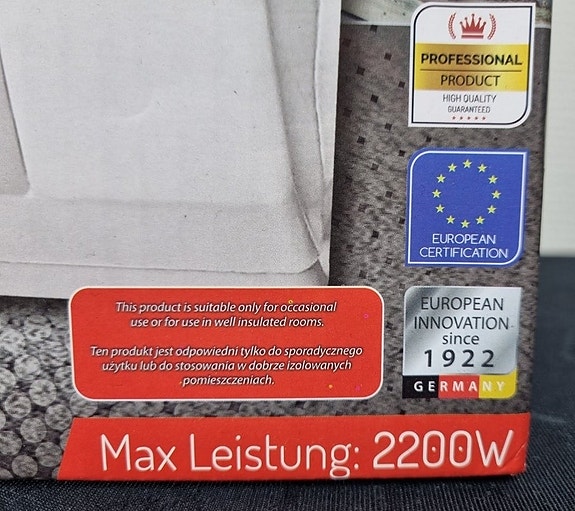 PROFESSIONAL
PRODUCT
HIGH QUALITY
GUARANTEED
EUROPEAN
CERTIFICATION
EUROPEAN
INNOVATION
since
1922
GERMANY
This product is suitable only for occasional
use or for use in well insulated rooms.
Ten produkt jest odpowiedni tylko do sporadycznego
użytku lub do stosowania w dobrze izolowanych
pomieszczeniach.
Max Leistung: 2200W